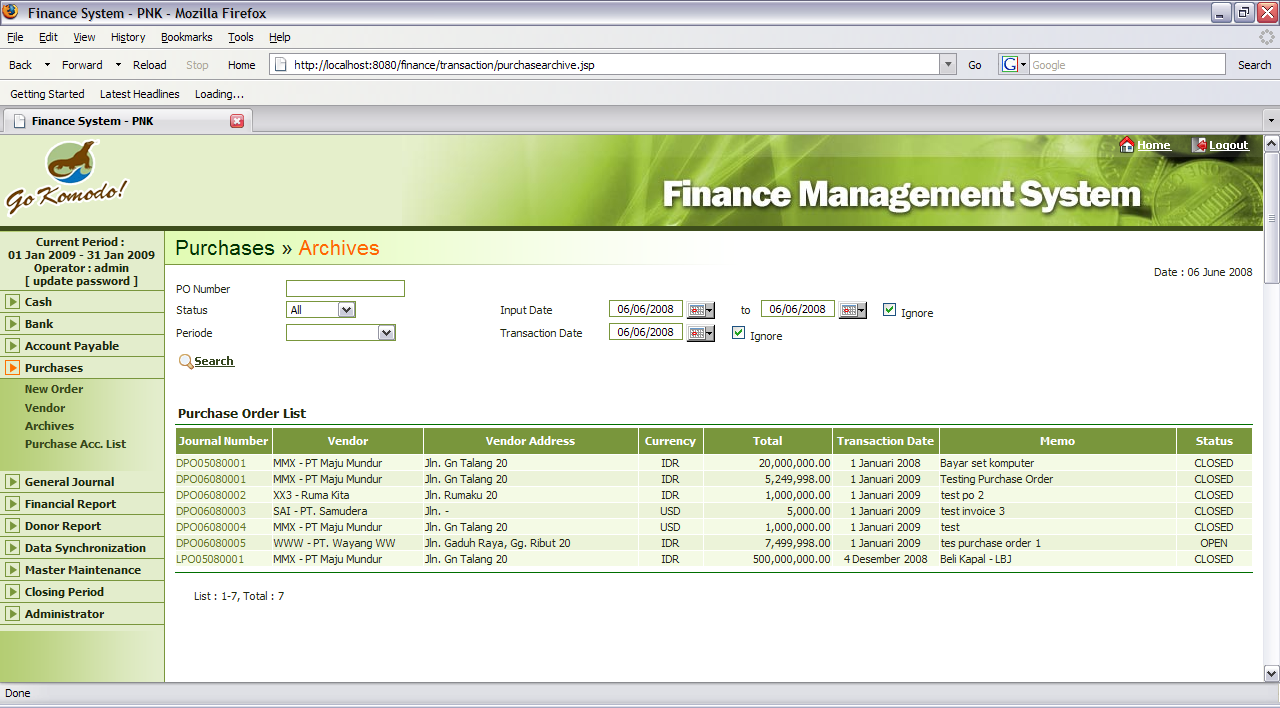 Finance System - PNK - Mozilla Firefox
File Edit View History Bookmarks Tools Help
Back Forward Reload Stop Home http://localhost:8080/finance/transaction/purchasearchive.jsp Go G Google Search
Getting Started Latest Headlines Loading...
Finance System - PNK
Home Logout
Go Komodo!
Finance Management System
Current Period :
01 Jan 2009 - 31 Jan 2009
Operator : admin
[ update password ]
Cash
Bank
Account Payable
Purchases
New Order
Vendor
Archives
Purchase Acc. List
General Journal
Financial Report
Donor Report
Data Synchronization
Master Maintenance
Closing Period
Administrator
Purchases » Archives
Date : 06 June 2008
PO Number
Status All Input Date 06/06/2008 to 06/06/2008 Ignore
Periode Transaction Date 06/06/2008 Ignore
Search
Purchase Order List
Journal Number Vendor Vendor Address Currency Total Transaction Date Memo Status
DPO05080001 MMX - PT Maju Mundur Jln. Gn Talang 20 IDR 20,000,000.00 1 Januari 2008 Bayar set komputer CLOSED
DPO06080001 MMX - PT Maju Mundur Jln. Gn Talang 20 IDR 5,249,998.00 1 Januari 2009 Testing Purchase Order CLOSED
DPO06080002 XX3 - Ruma Kita Jln. Rumaku 20 IDR 1,000,000.00 1 Januari 2009 test po 2 CLOSED
DPO06080003 SAI - PT. Samudera Jln. - USD 5,000.00 1 Januari 2009 test invoice 3 CLOSED
DPO06080004 MMX - PT Maju Mundur Jln. Gn Talang 20 USD 1,000,000.00 1 Januari 2009 test CLOSED
DPO06080005 WWW - PT. Wayang WW Jln. Gaduh Raya, Gg. Ribut 20 IDR 7,499,998.00 1 Januari 2009 tes purchase order 1 OPEN
LPO05080001 MMX - PT Maju Mundur Jln. Gn Talang 20 IDR 500,000,000.00 4 Desember 2008 Beli Kapal - LBJ CLOSED
List : 1-7, Total : 7
Done